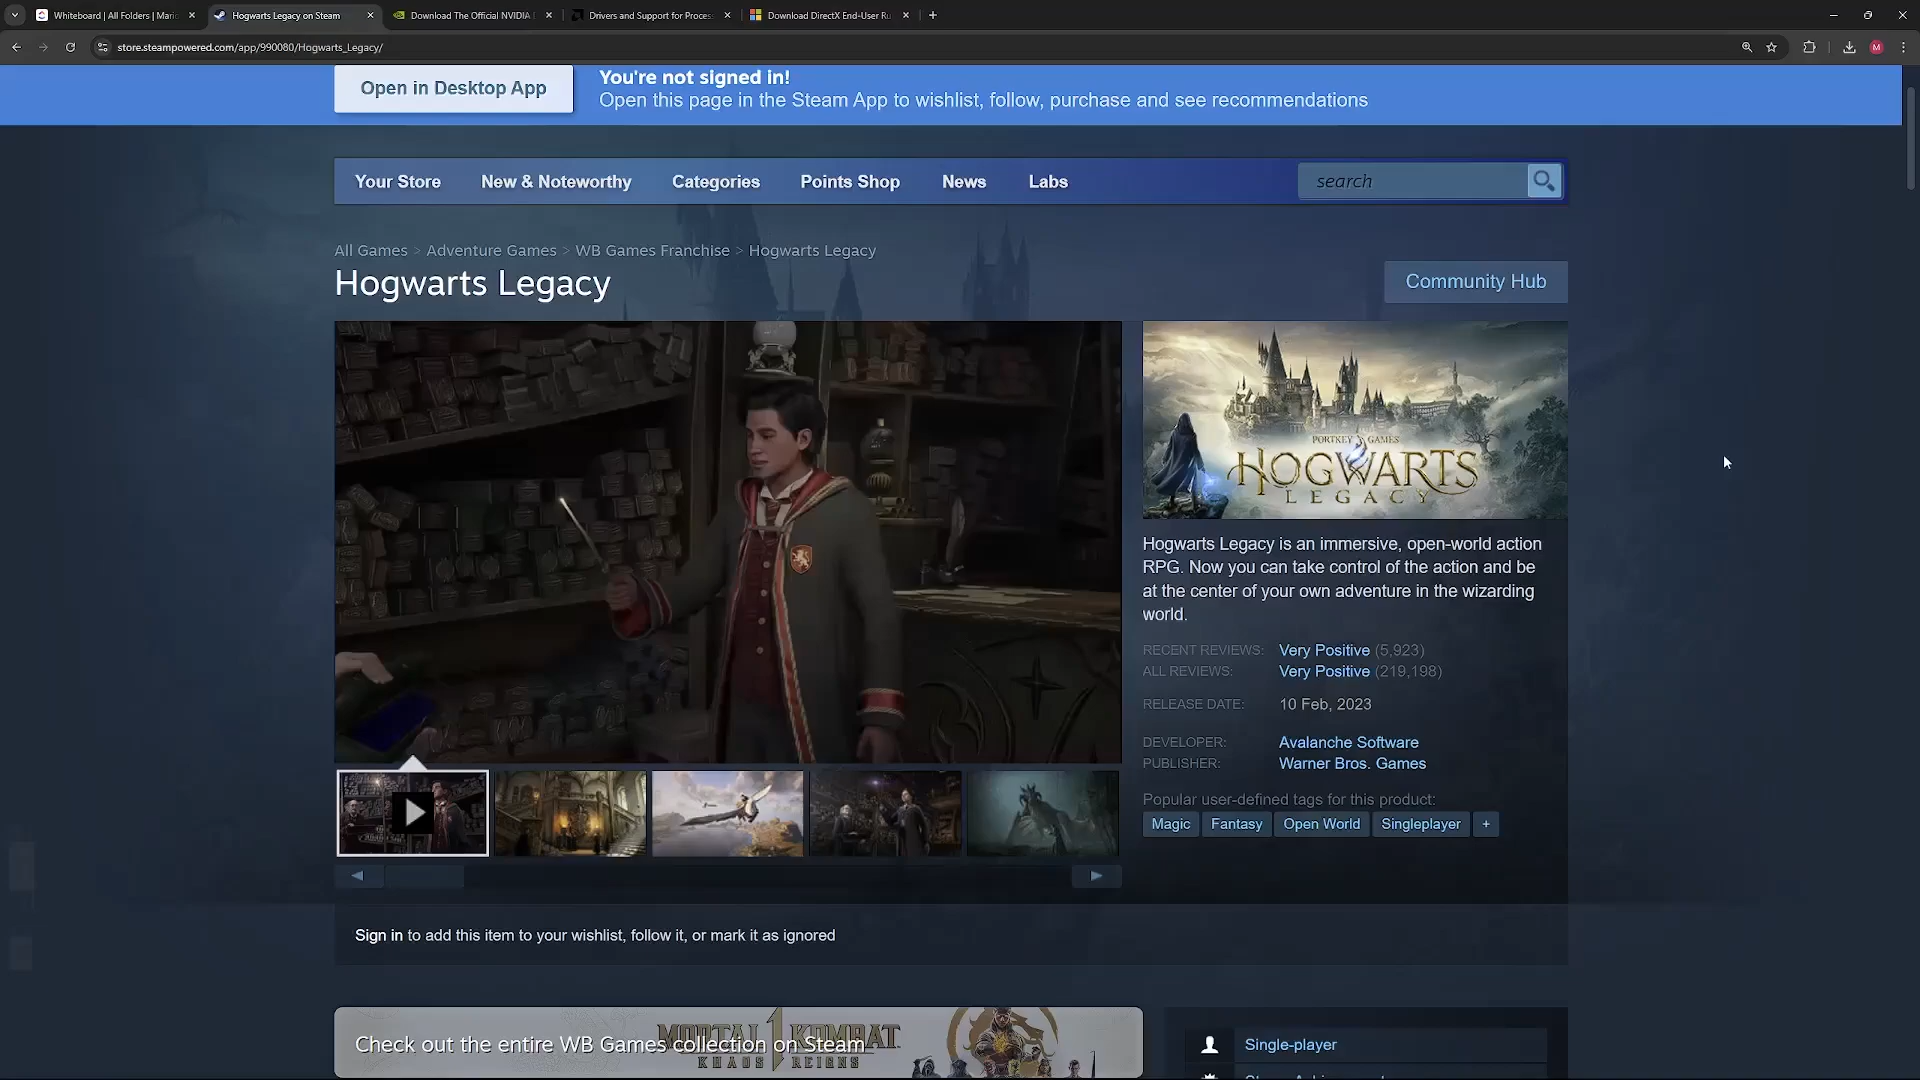 Whiteboard | All Folders | Mario
Hogwarts Legacy on Steam
Download The Official NVIDIA
Drivers and Support for Process
Download DirectX End-User Ru
store.steampowered.com/app/990080/Hogwarts_Legacy/
M
Open in Desktop App
You're not signed in!
Open this page in the Steam App to wishlist, follow, purchase and see recommendations
Your Store
New & Noteworthy
Categories
Points Shop
News
Labs
search
All Games > Adventure Games > WB Games Franchise > Hogwarts Legacy
Hogwarts Legacy
Community Hub
PORTKEY GAMES
HOGWARTS
LEGACY
Hogwarts Legacy is an immersive, open-world action
RPG. Now you can take control of the action and be
at the center of your own adventure in the wizarding
world.
RECENT REVIEWS: Very Positive (5,923)
ALL REVIEWS: Very Positive (219,198)
RELEASE DATE: 10 Feb, 2023
DEVELOPER: Avalanche Software
PUBLISHER: Warner Bros. Games
Popular user-defined tags for this product:
Magic Fantasy Open World Singleplayer +
Sign in to add this item to your wishlist, follow it, or mark it as ignored
MORTAL KOMBAT 1
KHAOS REIGNS
Check out the entire WB Games collection on Steam
Single-player